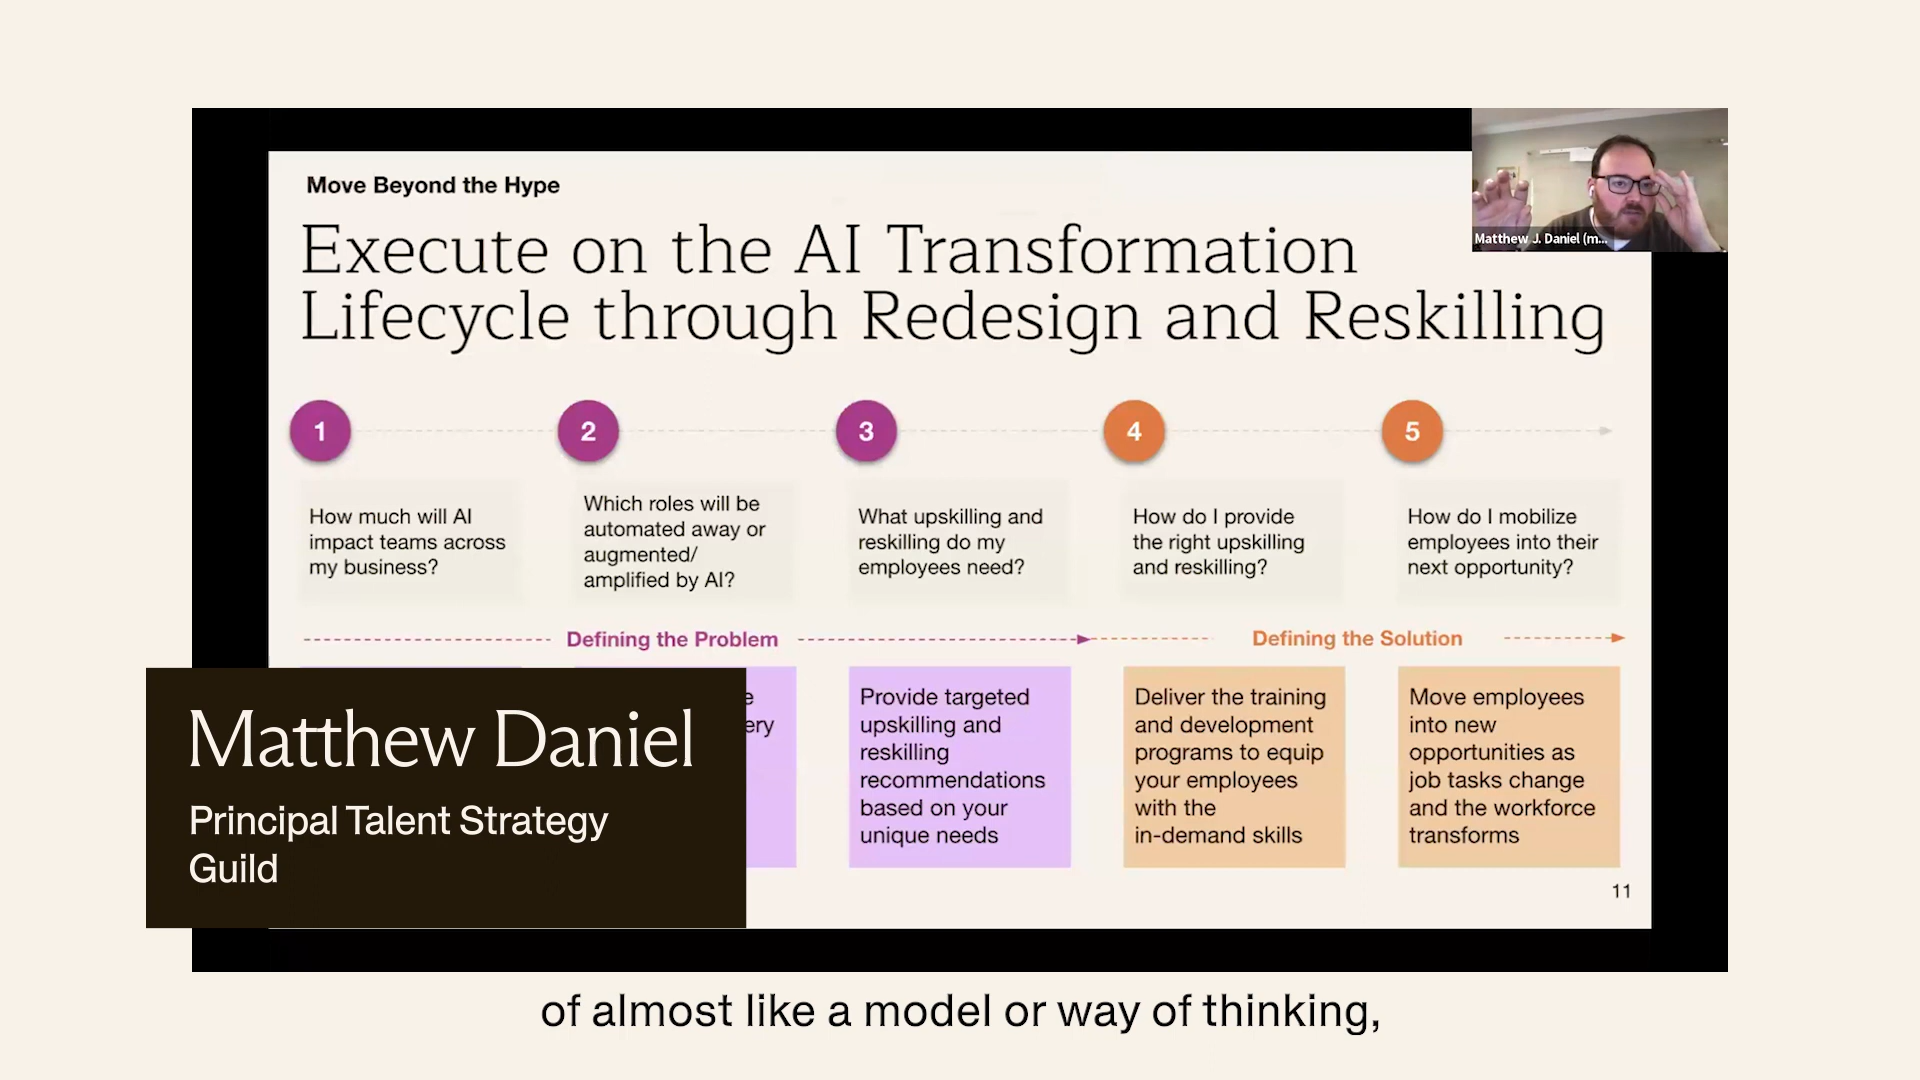 Move Beyond the Hype
Execute on the AI Transformation
Lifecycle through Redesign and Reskilling
Matthew J. Daniel (m...
1
2
3
4
5
How much will AI
impact teams across
my business?
Which roles will be
automated away or
augmented/
amplified by AI?
What upskilling and
reskilling do my
employees need?
How do I provide
the right upskilling
and reskilling?
How do I mobilize
employees into their
next opportunity?
Defining the Problem
Defining the Solution
Provide targeted
upskilling and
reskilling
recommendations
based on your
unique needs
Deliver the training
and development
programs to equip
your employees
with the
in-demand skills
Move employees
into new
opportunities as
job tasks change
and the workforce
transforms
11
Matthew Daniel
Principal Talent Strategy
Guild
of almost like a model or way of thinking,